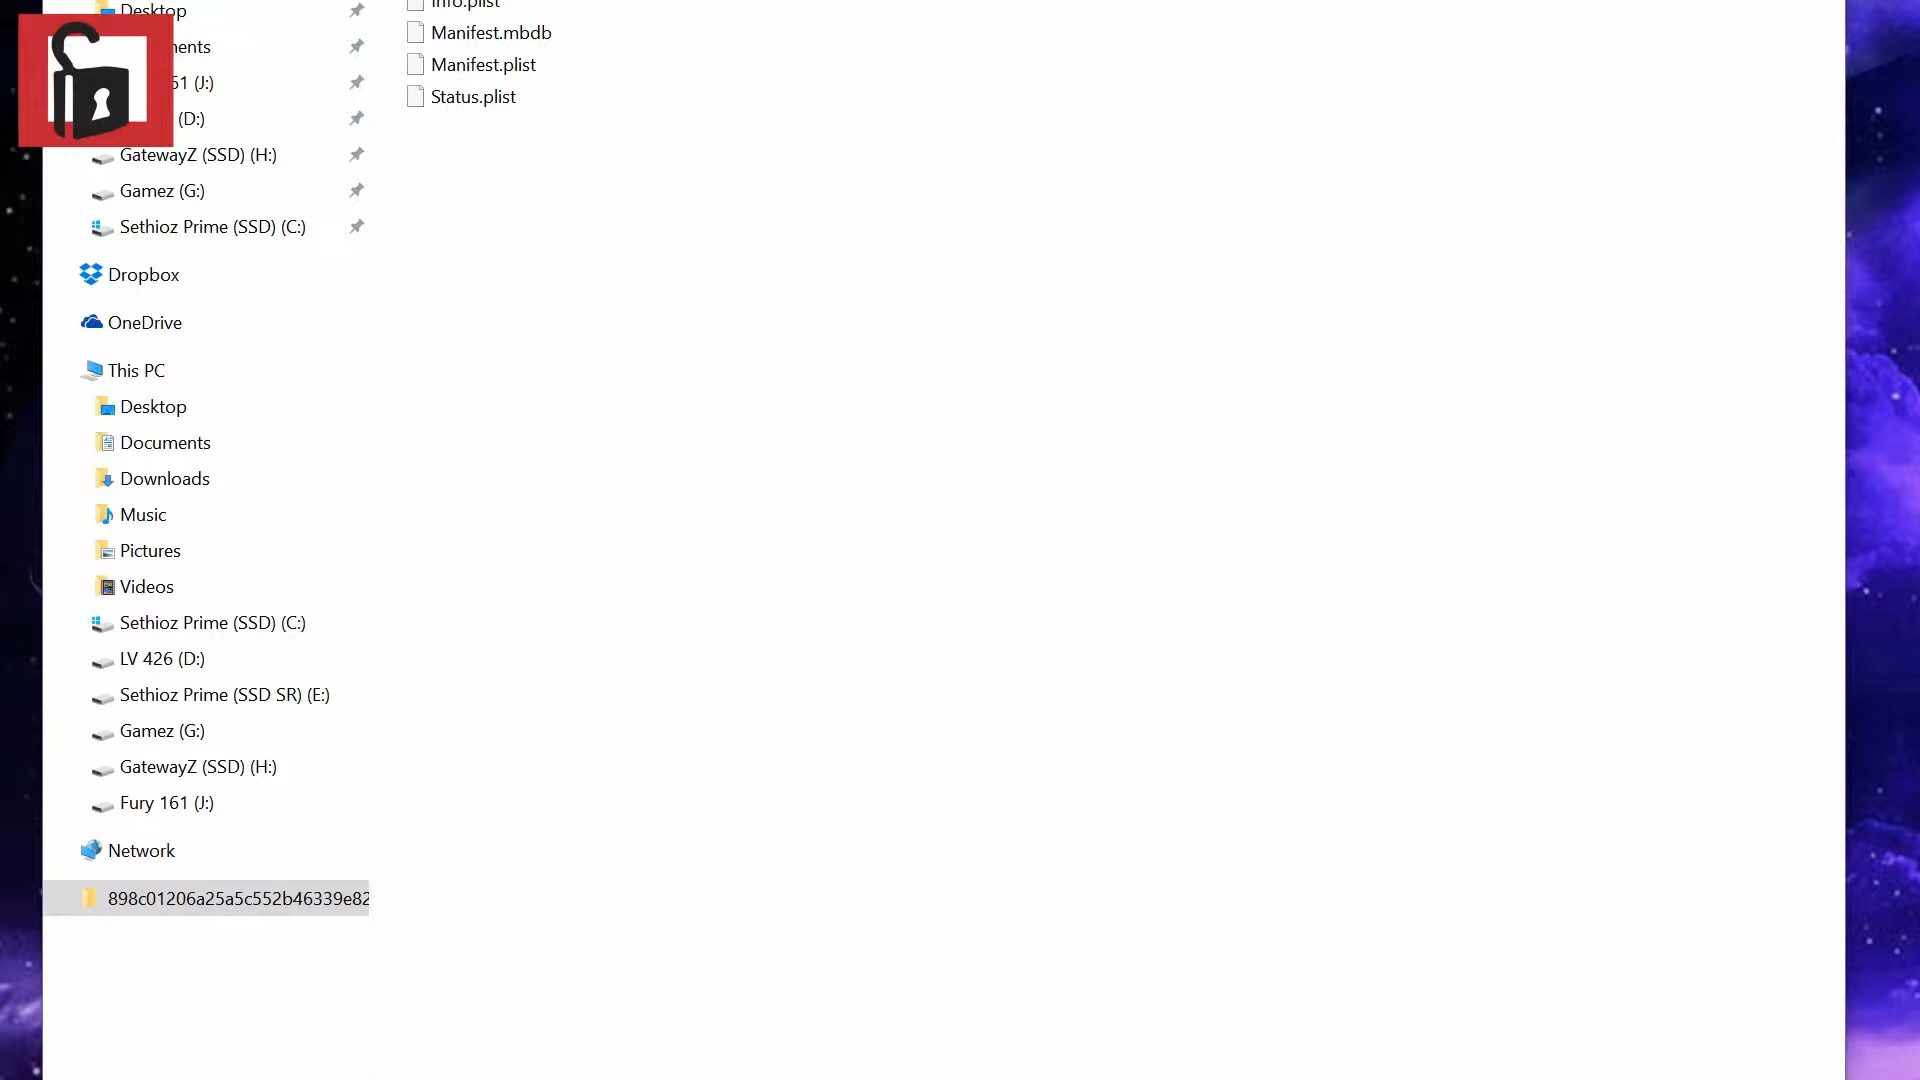 Desktop
ments
61 (J:)
(D:)
GatewayZ (SSD) (H:)
Gamez (G:)
Sethioz Prime (SSD) (C:)
Dropbox
OneDrive
This PC
Desktop
Documents
Downloads
Music
Pictures
Videos
Sethioz Prime (SSD) (C:)
LV 426 (D:)
Sethioz Prime (SSD SR) (E:)
Gamez (G:)
GatewayZ (SSD) (H:)
Fury 161 (J:)
Network
898c01206a25a5c552b46339e82
Info.plist
Manifest.mbdb
Manifest.plist
Status.plist